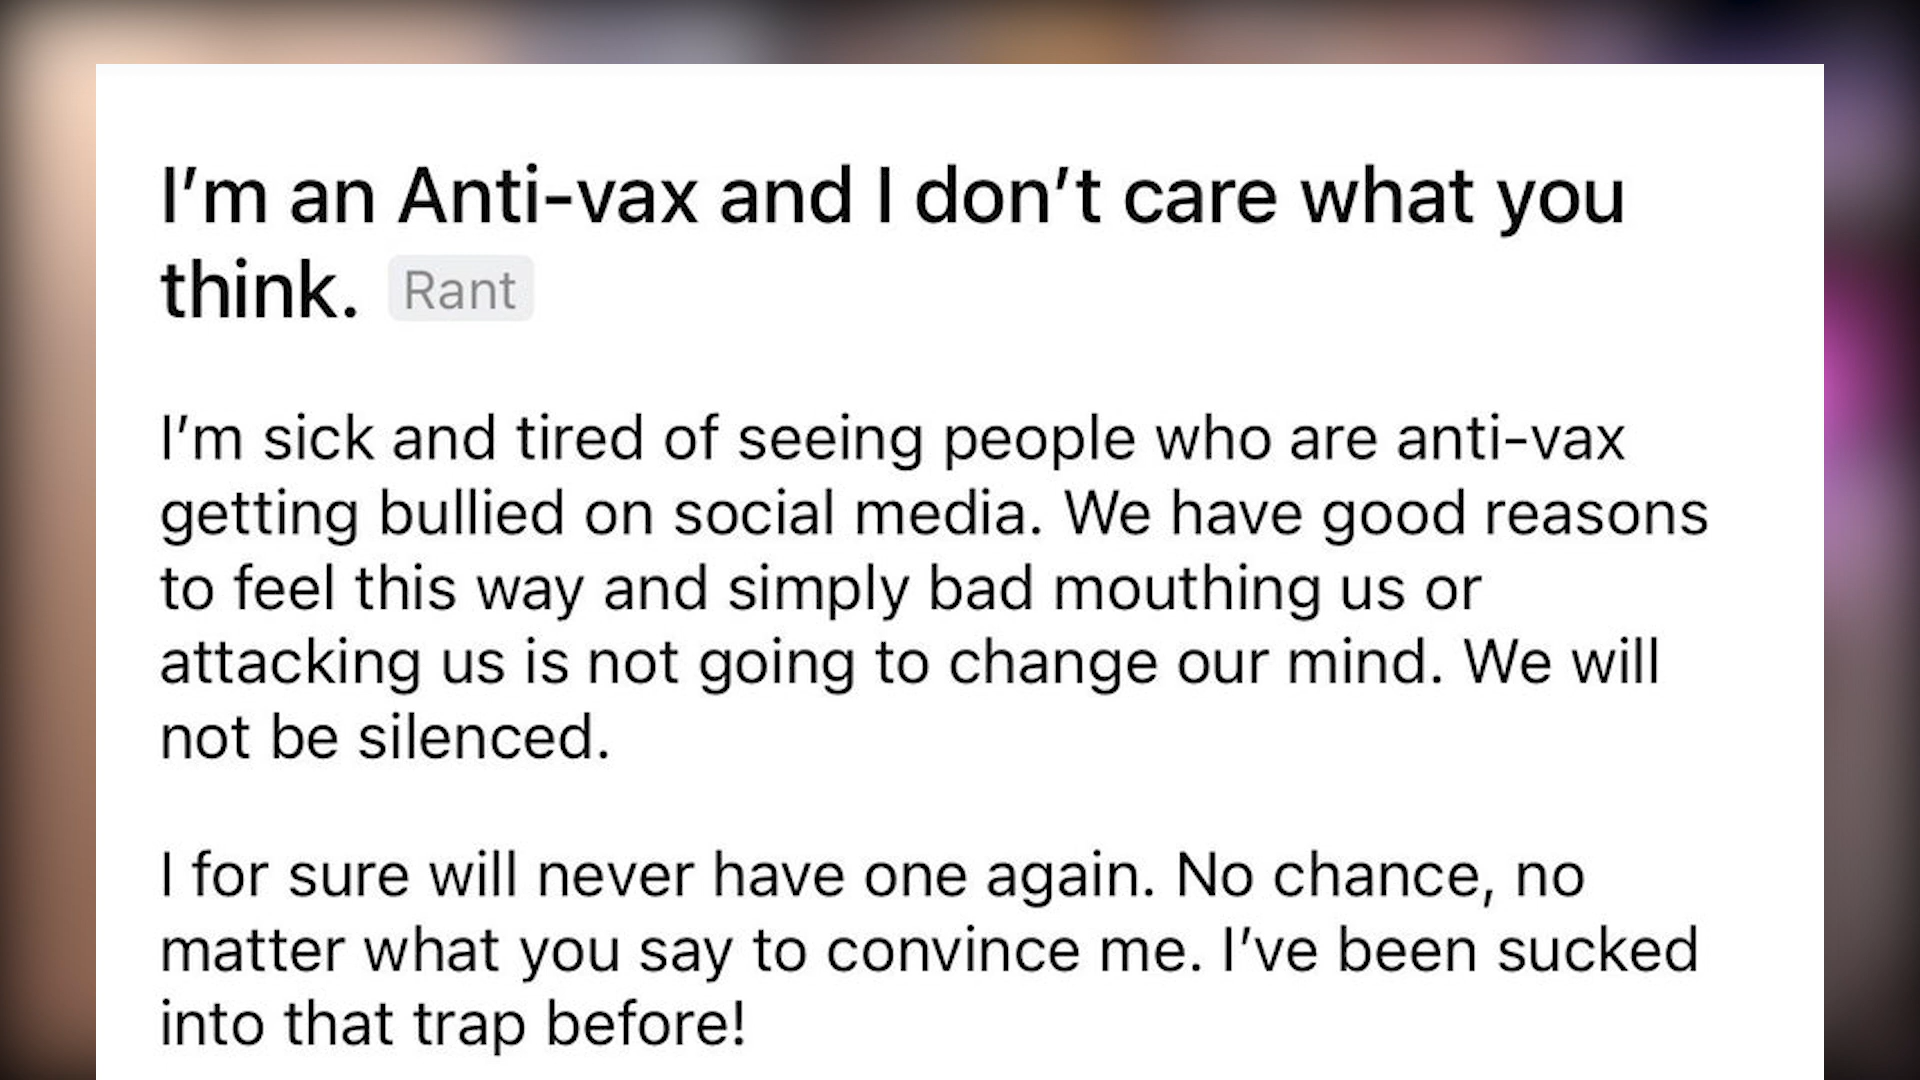 I’m an Anti-vax and I don’t care what you
think. Rant
I’m sick and tired of seeing people who are anti-vax
getting bullied on social media. We have good reasons
to feel this way and simply bad mouthing us or
attacking us is not going to change our mind. We will
not be silenced.
I for sure will never have one again. No chance, no
matter what you say to convince me. I’ve been sucked
into that trap before!